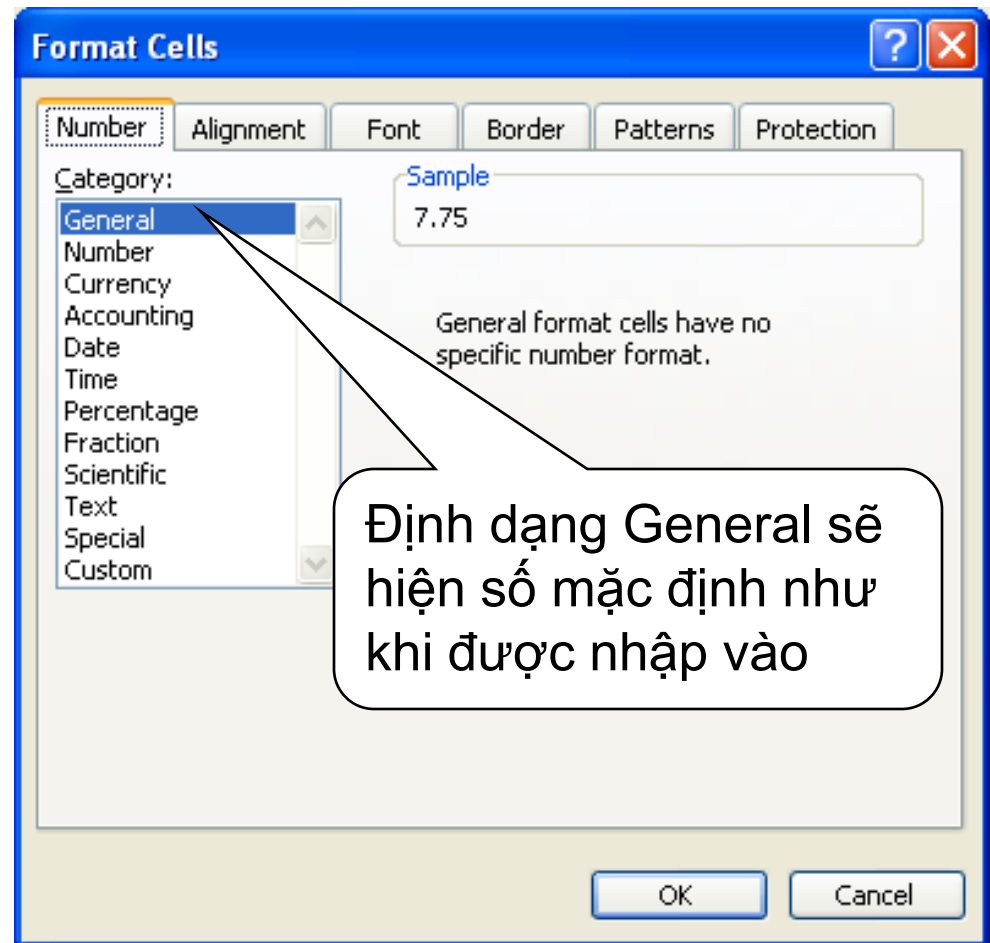 Format Cells
Number Alignment Font Border Patterns Protection
Category:
General
Number
Currency
Accounting
Date
Time
Percentage
Fraction
Scientific
Text
Special
Custom
Sample
7.75
General format cells have no
specific number format.
Định dạng General sẽ
hiện số mặc định như
khi được nhập vào
OK Cancel